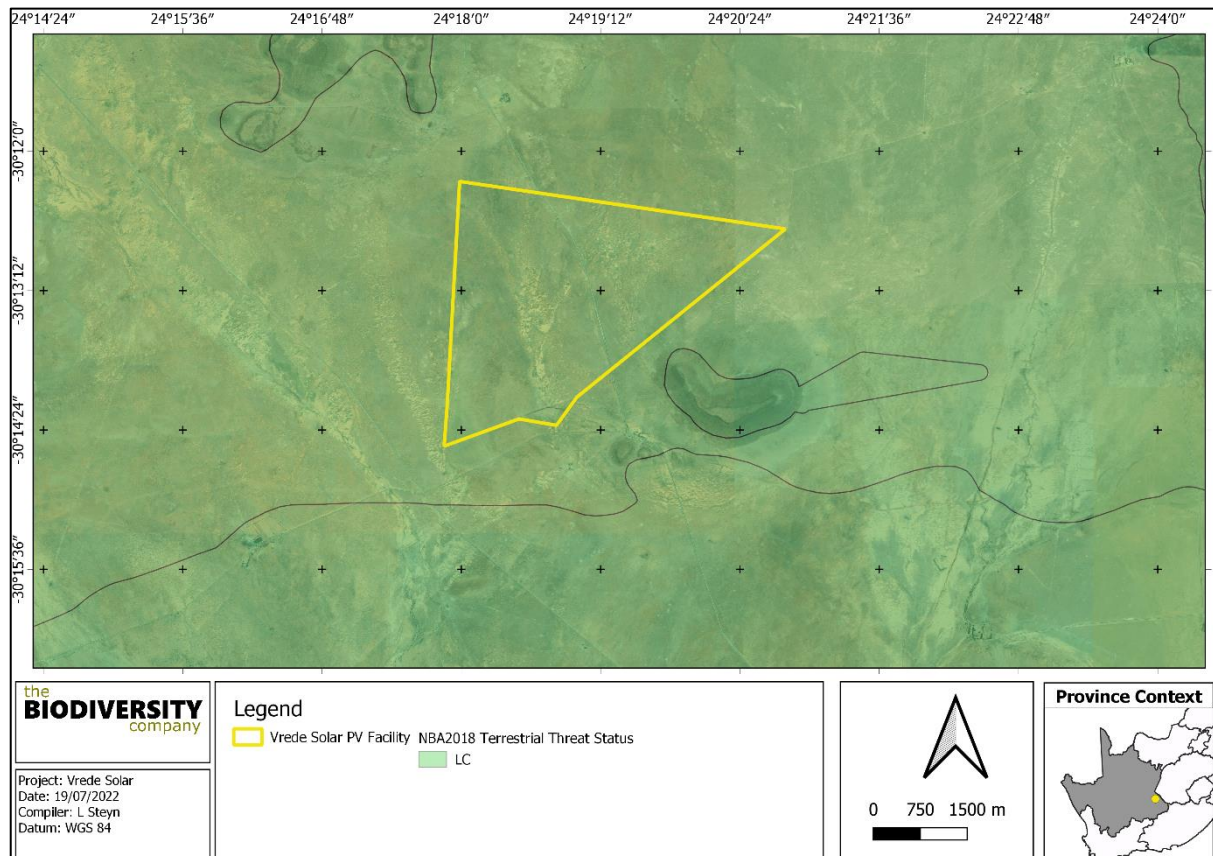 24°14′24″ 24°15′36″ 24°16′48″ 24°18′0″ 24°19′12″ 24°20′24″ 24°21′36″ 24°22′48″ 24°24′0″
-30°12′0″
-30°13′12″
-30°14′24″
-30°15′36″
the
BIODIVERSITY
company
Project: Vrede Solar
Date: 19/07/2022
Compiler: L Steyn
Datum: WGS 84
Legend
Vrede Solar PV Facility NBA2018 Terrestrial Threat Status
LC
0 750 1500 m
Province Context